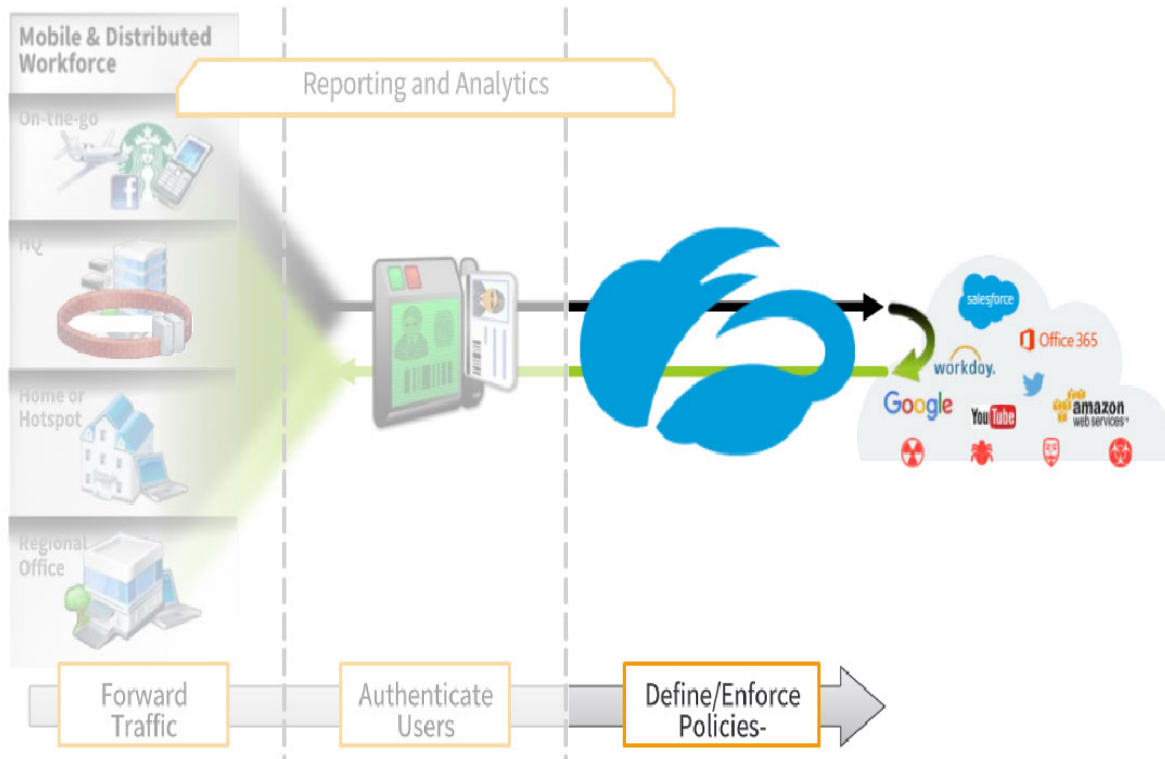 Mobile & Distributed
Workforce
Reporting and Analytics
On-the-go
f
HQ
Home or
Hotspot
Regional
Office
salesforce
Office 365
workday.
Google
YouTube
amazon
web services™
Forward
Traffic
Authenticate
Users
Define/Enforce
Policies-